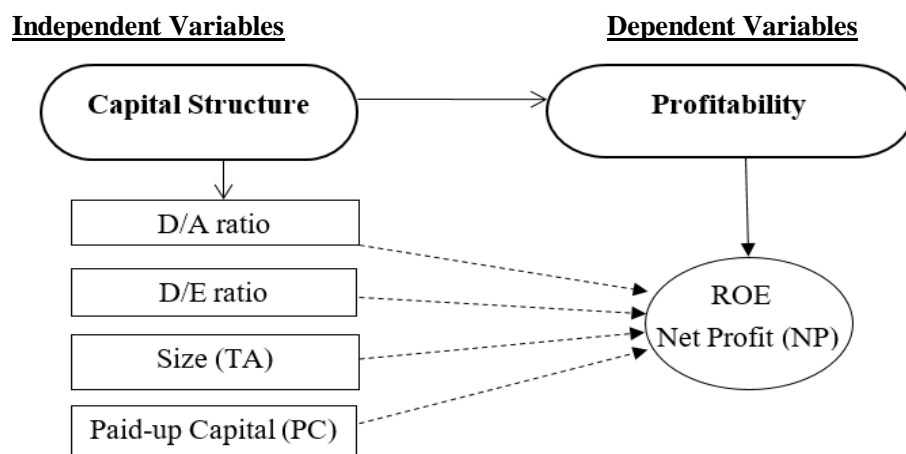 Independent Variables
Dependent Variables
Capital Structure
Profitability
D/A ratio
D/E ratio
Size (TA)
Paid-up Capital (PC)
ROE
Net Profit (NP)